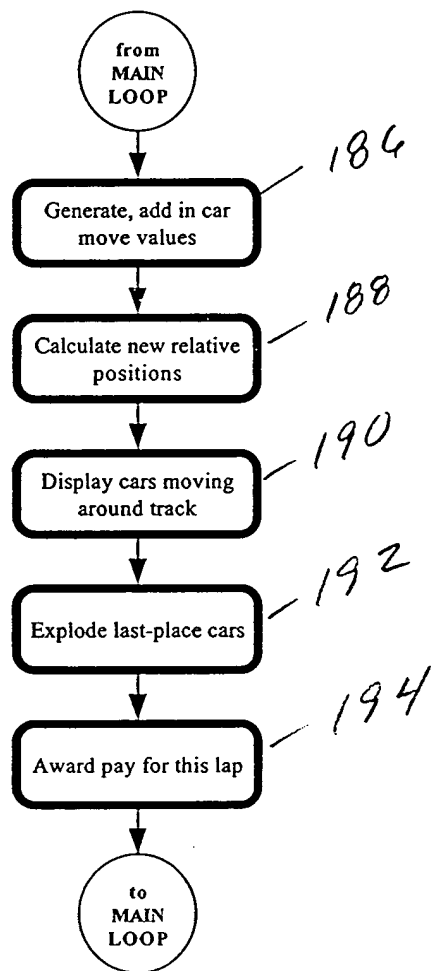 from
MAIN
LOOP
186
Generate, add in car
move values
188
Calculate new relative
positions
190
Display cars moving
around track
192
Explode last-place cars
194
Award pay for this lap
to
MAIN
LOOP